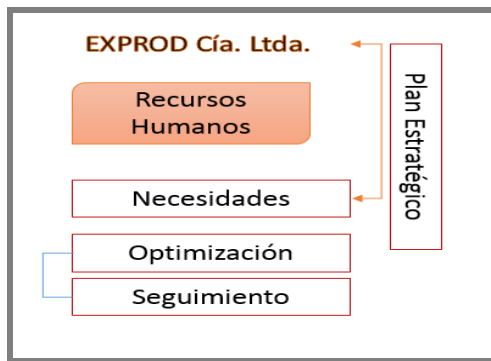 EXPROD Cía. Ltda.
Recursos
Humanos
Necesidades
Optimización
Seguimiento
Plan Estratégico